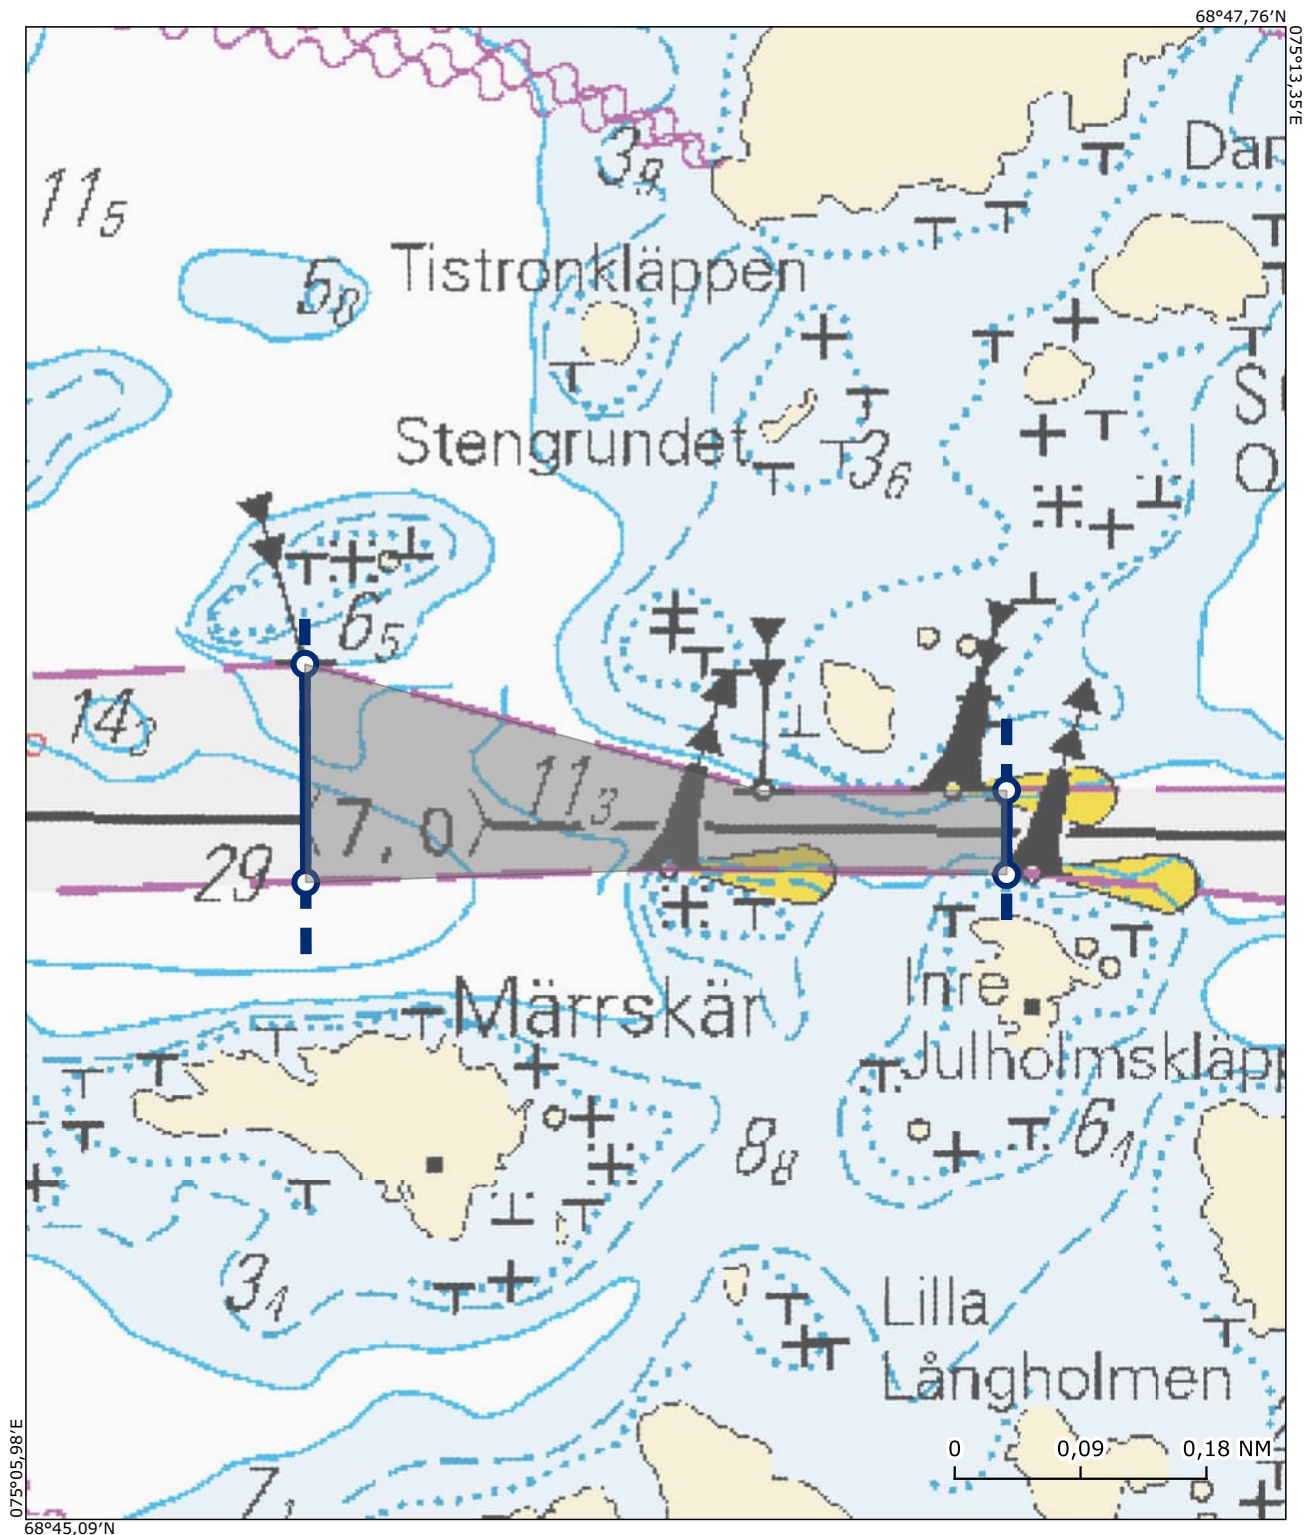 68°47,76′N
075°13,35′E
Dar
3₉
11₅
Tistronkläppen
5₈
S
Stengrundet
3₆
Q
6₅
14₃
11₃
7,0
29
Märrskär
Inre
Julholmskläpp
8₈
6₁
3₁
Lilla
Långholmen
0 0,09 0,18 NM
7
075°05,98′E
68°45,09′N